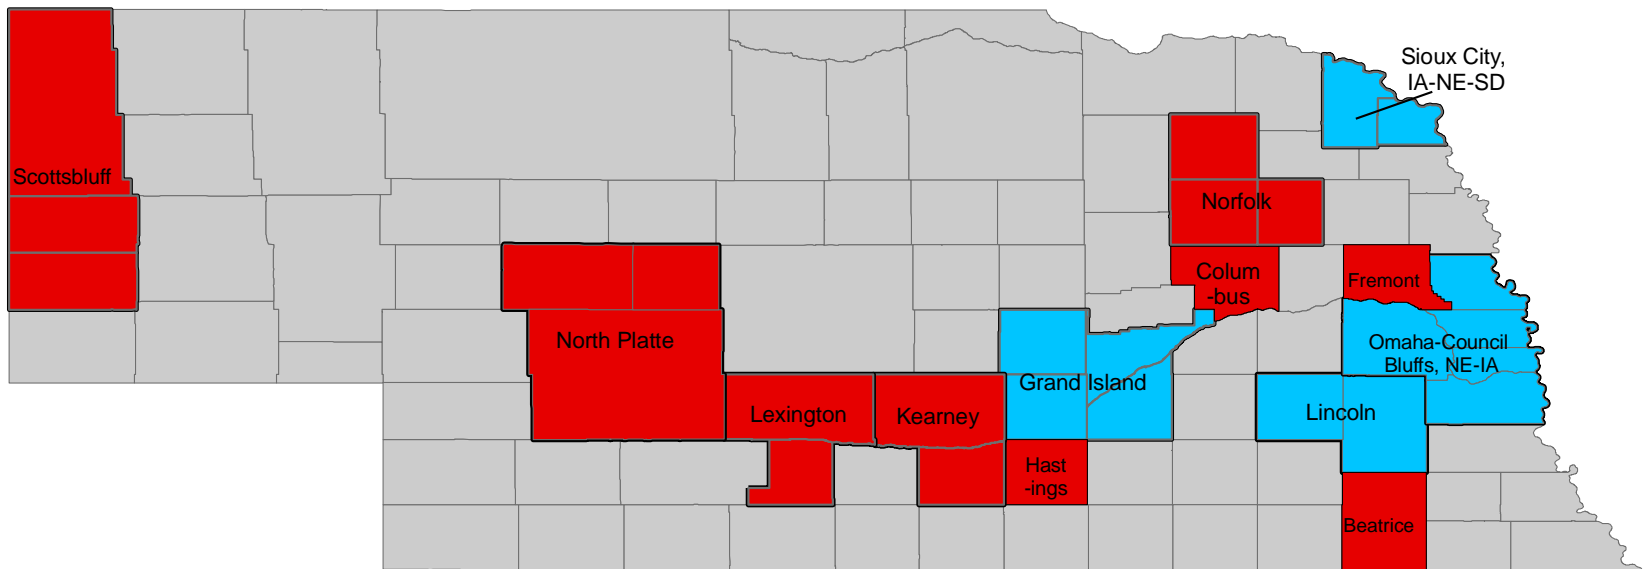 Sioux City,
IA-NE-SD
Scottsbluff
Norfolk
Colum
-bus
Fremont
North Platte
Omaha-Council
Bluffs, NE-IA
Grand Island
Lexington
Kearney
Lincoln
Hast
-ings
Beatrice